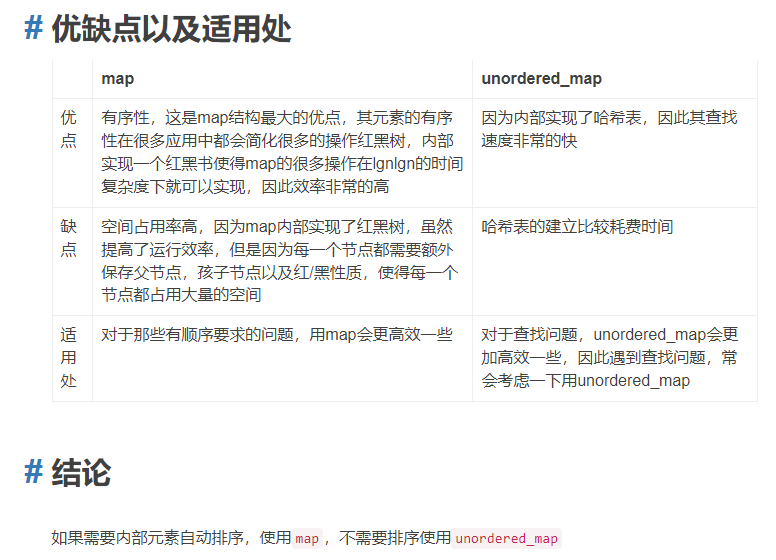 # 优缺点以及适用处
map
unordered_map
优
点
有序性，这是map结构最大的优点，其元素的有序
性在很多应用中都会简化很多的操作红黑树，内部
实现一个红黑书使得map的很多操作在lgnlgn的时间
复杂度下就可以实现，因此效率非常的高
因为内部实现了哈希表，因此其查找
速度非常的快
缺
点
空间占用率高，因为map内部实现了红黑树，虽然
提高了运行效率，但是因为每一个节点都需要额外
保存父节点，孩子节点以及红/黑性质，使得每一个
节点都占用大量的空间
哈希表的建立比较耗费时间
适
用
处
对于那些有顺序要求的问题，用map会更高效一些
对于查找问题，unordered_map会更
加高效一些，因此遇到查找问题，常
会考虑一下用unordered_map
# 结论
如果需要内部元素自动排序，使用 map ，不需要排序使用 unordered_map